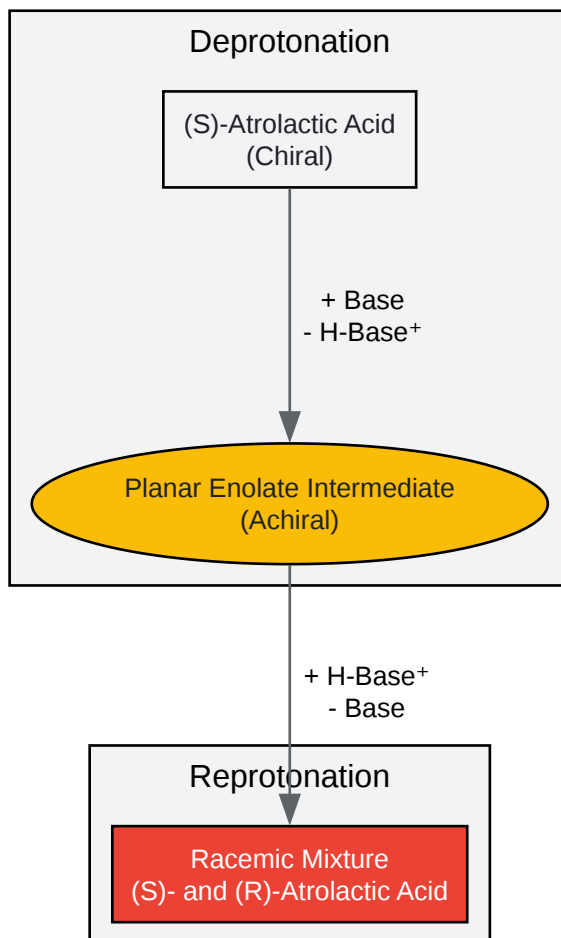 Deprotonation
(S)-Atrolactic Acid
(Chiral)
+ Base
- H-Base⁺
Planar Enolate Intermediate
(Achiral)
+ H-Base⁺
- Base
Reprotonation
Racemic Mixture
(S)- and (R)-Atrolactic Acid